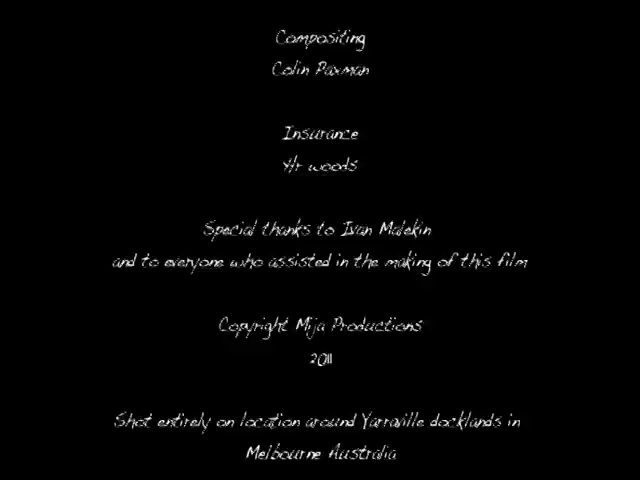 Compositing
Colin Paxman
Insurance
Hr woods
Special thanks to Ivan Malekin
and to everyone who assisted in the making of this film
Copyright Mija Productions
2011
Shot entirely on location around Yarraville docklands in
Melbourne Australia